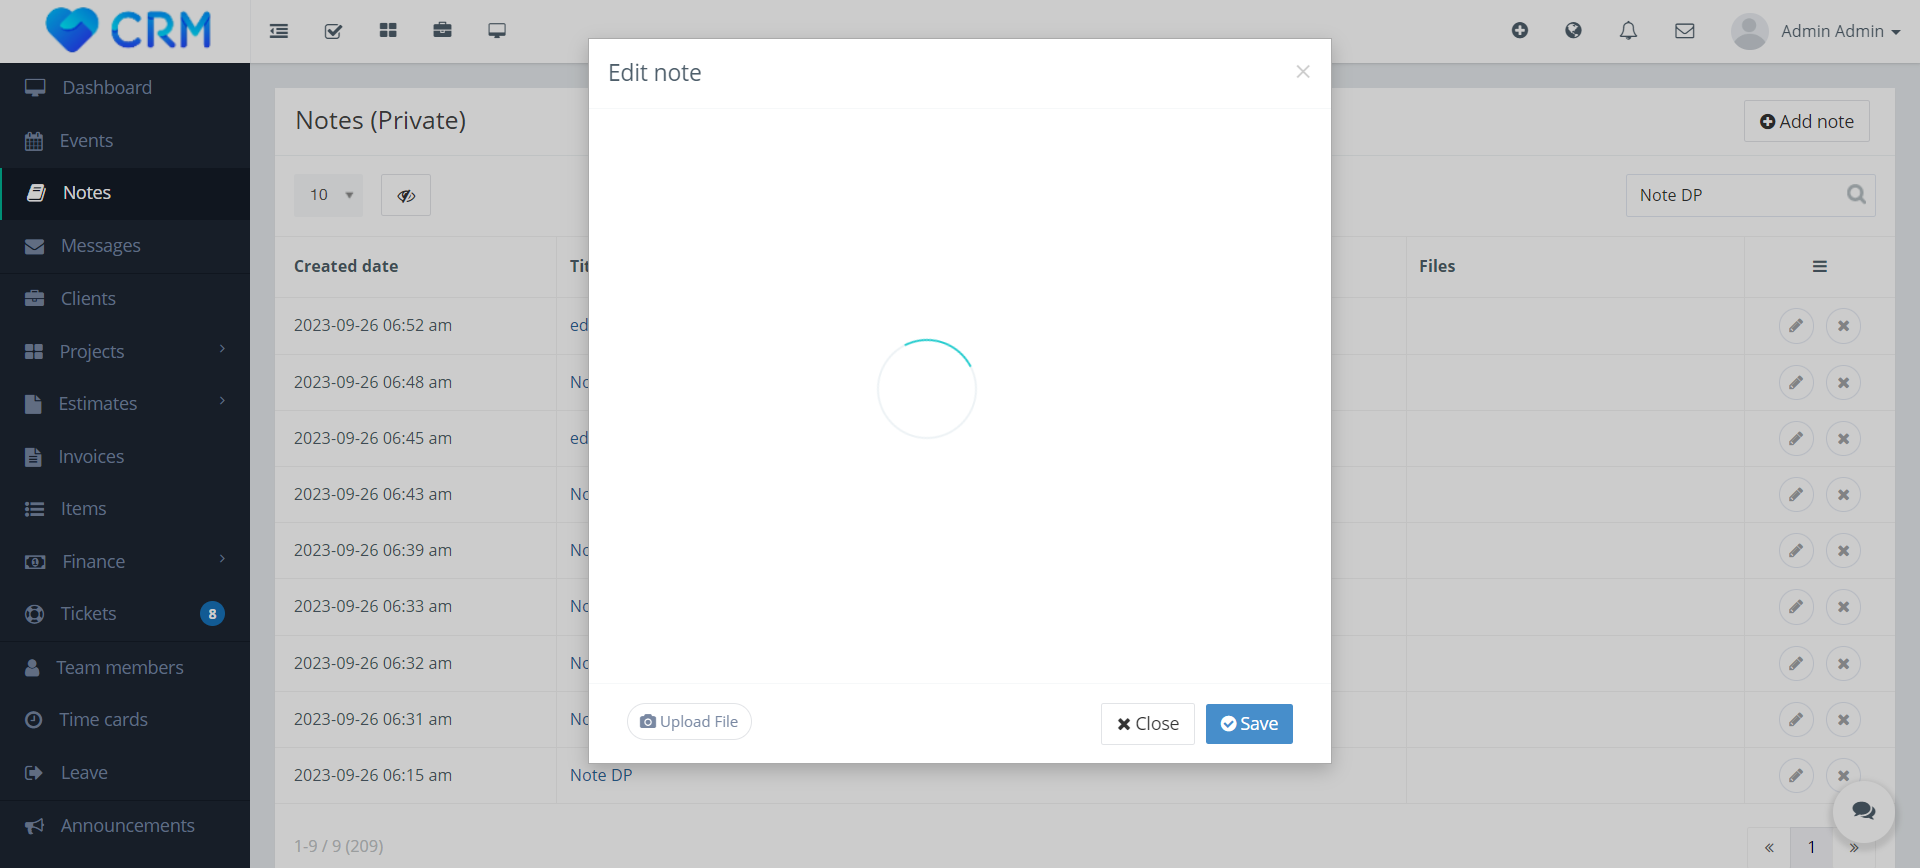 CRM
Admin Admin
Dashboard
Events
Notes
Messages
Clients
Projects
Estimates
Invoices
Items
Finance
Tickets 8
Team members
Time cards
Leave
Announcements
Notes (Private)
Add note
10
Note DP
Created date Tit Files
2023-09-26 06:52 am ed
2023-09-26 06:48 am No
2023-09-26 06:45 am ed
2023-09-26 06:43 am No
2023-09-26 06:39 am No
2023-09-26 06:33 am No
2023-09-26 06:32 am No
2023-09-26 06:31 am No
2023-09-26 06:15 am Note DP
1-9 / 9 (209)
« 1 »
Edit note
×
Upload File
Close
Save